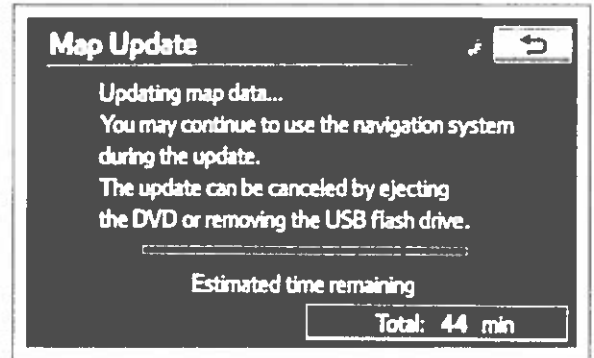 Map Update
Updating map data...
You may continue to use the navigation system
during the update.
The update can be canceled by ejecting
the DVD or removing the USB flash drive.
Estimated time remaining
Total: 44 min